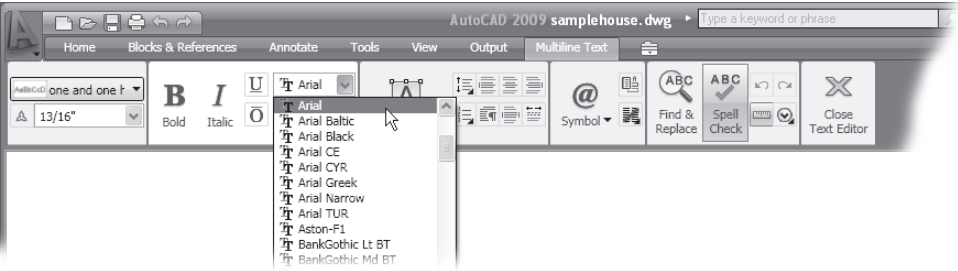 AutoCAD 2009 samplehouse.dwg Type a keyword or phrase
Home Blocks & References Annotate Tools View Output Multiline Text
AaBbCcD one and one h B I U Arial @ ABC ABC
13/16" Bold Italic O Symbol Find & Replace Spell Check Close Text Editor
Arial
Arial Baltic
Arial Black
Arial CE
Arial CYR
Arial Greek
Arial Narrow
Arial TUR
Aston-F1
BankGothic Lt BT
BankGothic Md BT